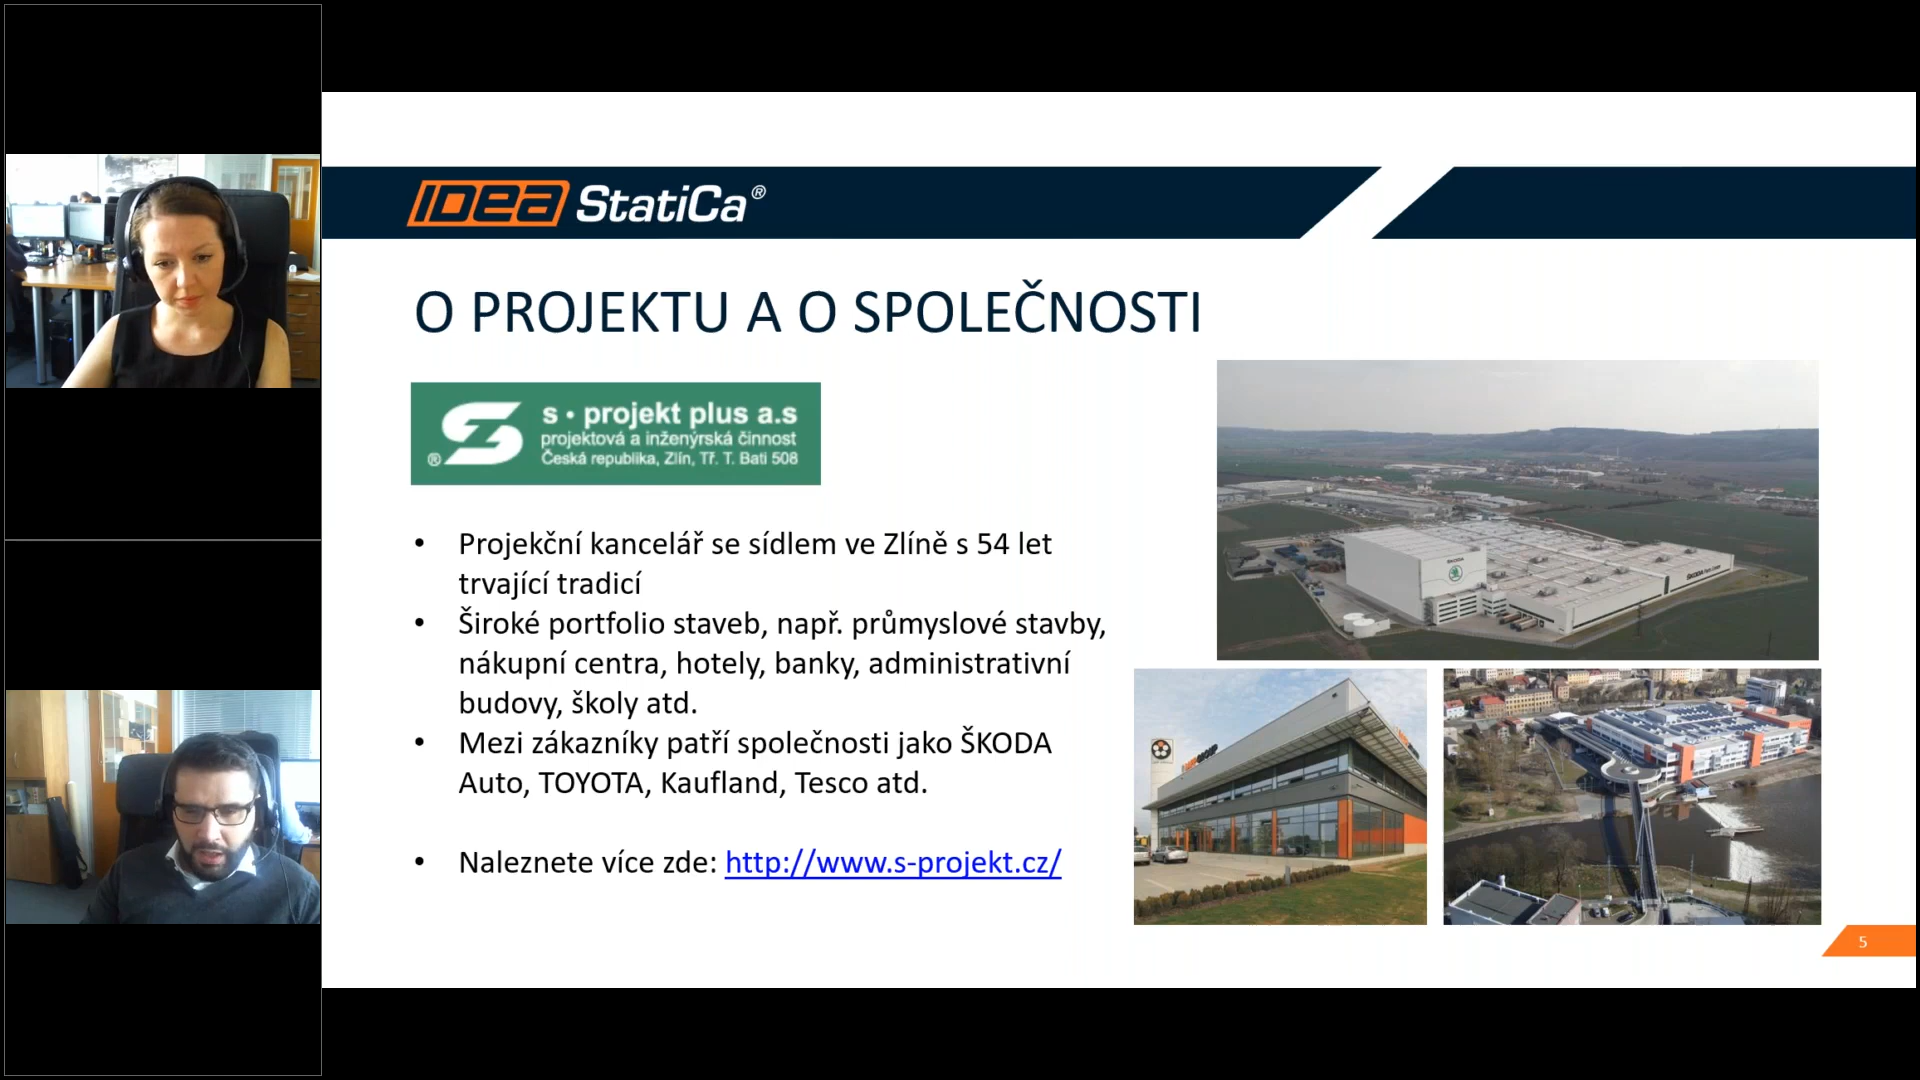 IDEA StatiCa®
O PROJEKTU A O SPOLEČNOSTI
s • projekt plus a.s
projektová a inženýrská činnost
® Česká republika, Zlín, Tř. T. Bati 508
• Projekční kancelář se sídlem ve Zlíně s 54 let
trvající tradicí
• Široké portfolio staveb, např. průmyslové stavby,
nákupní centra, hotely, banky, administrativní
budovy, školy atd.
• Mezi zákazníky patří společnosti jako ŠKODA
Auto, TOYOTA, Kaufland, Tesco atd.
• Naleznete více zde: http://www.s-projekt.cz/
ŠKODA
5